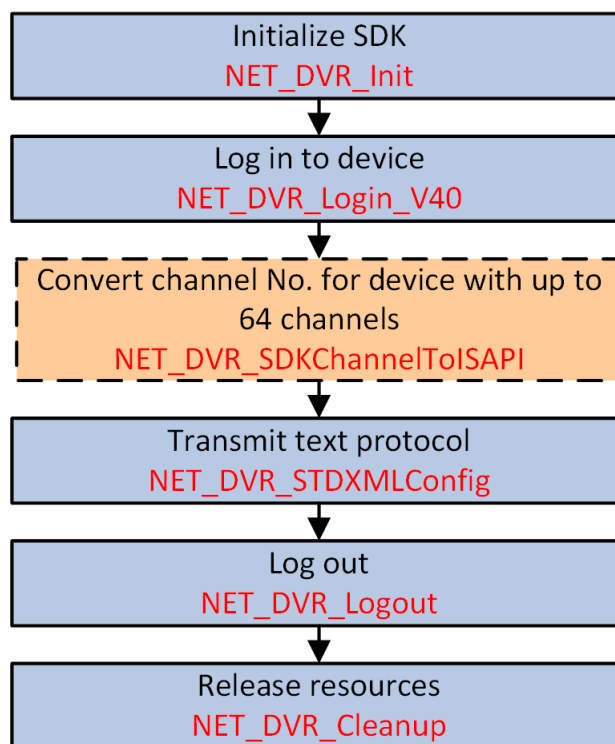 Initialize SDK
NET_DVR_Init
Log in to device
NET_DVR_Login_V40
Convert channel No. for device with up to
64 channels
NET_DVR_SDKChannelToISAPI
Transmit text protocol
NET_DVR_STDXMLConfig
Log out
NET_DVR_Logout
Release resources
NET_DVR_Cleanup